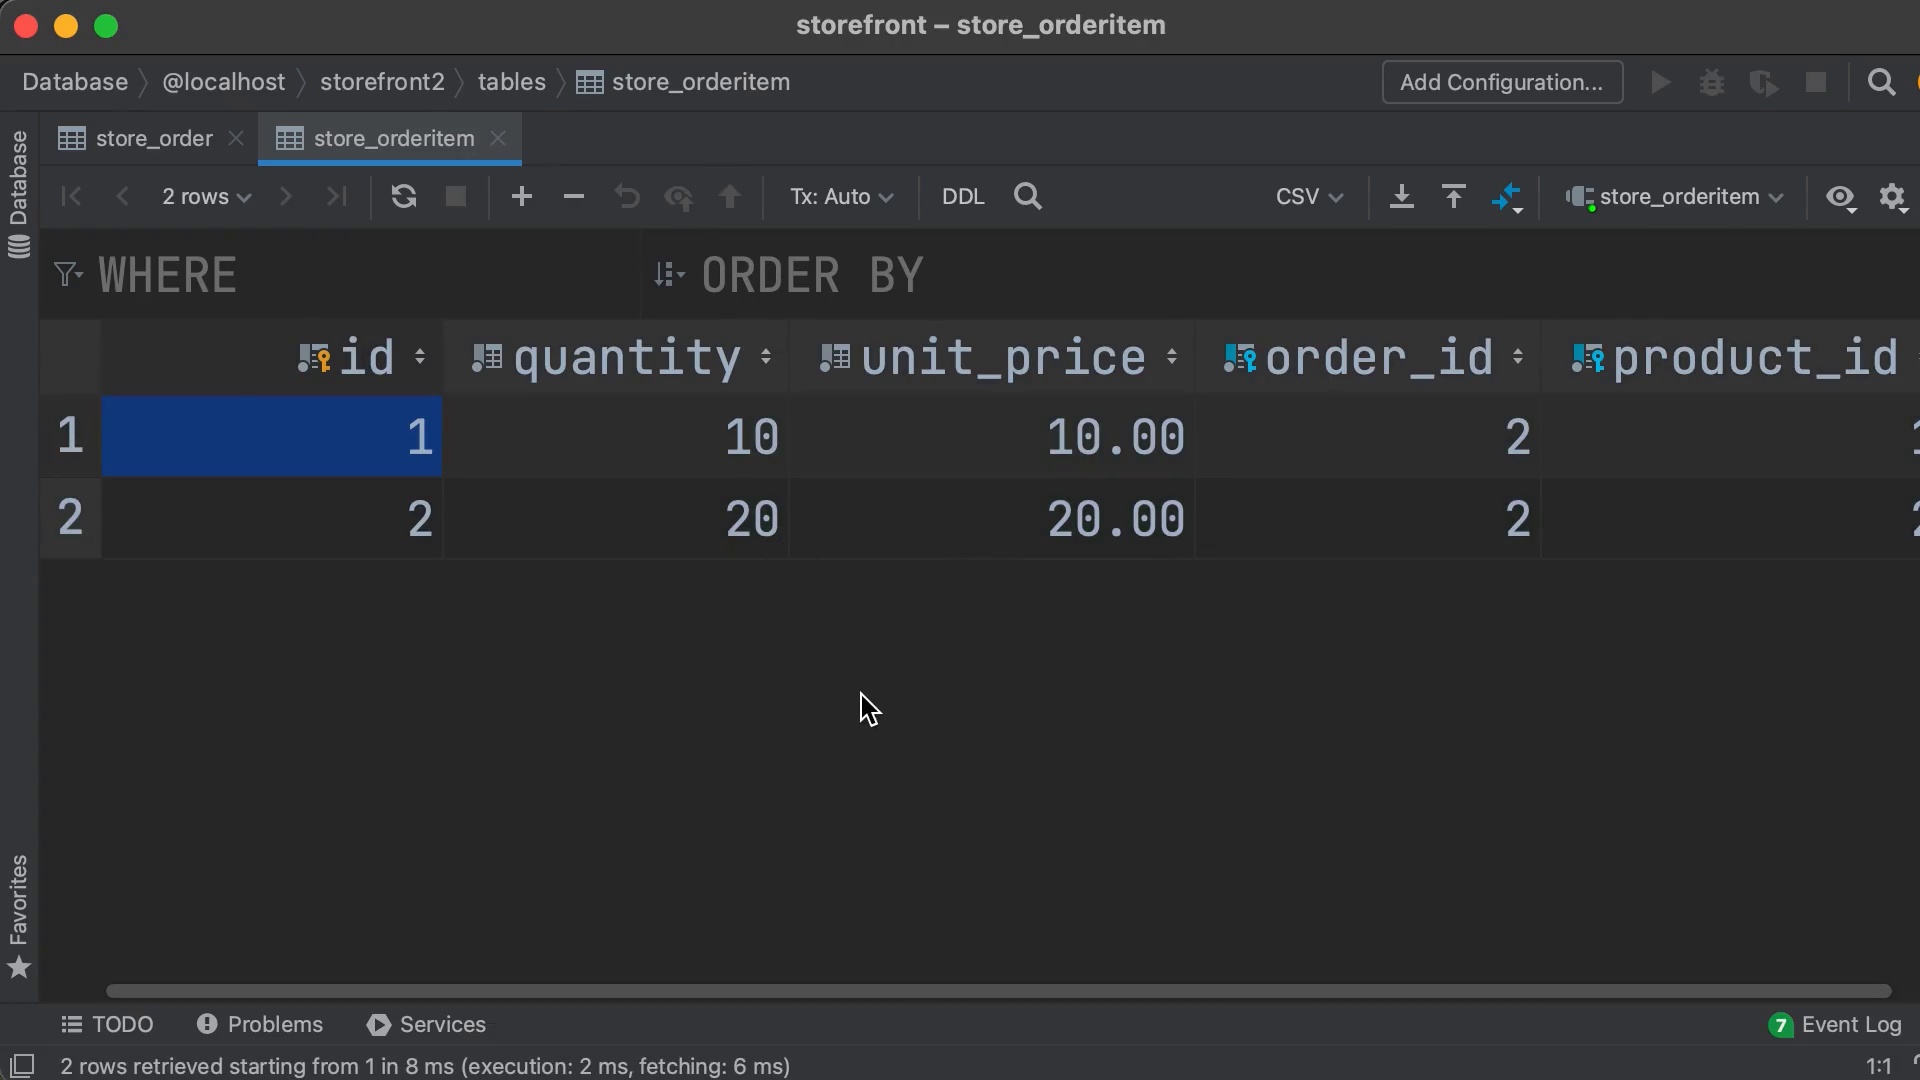 storefront – store_orderitem
Database @localhost storefront2 tables store_orderitem Add Configuration...
store_order store_orderitem
Database
2 rows Tx: Auto DDL CSV store_orderitem
WHERE ORDER BY
id quantity unit_price order_id product_id
1 1 10 10.00 2
2 2 20 20.00 2
Favorites
TODO Problems Services 7 Event Log
2 rows retrieved starting from 1 in 8 ms (execution: 2 ms, fetching: 6 ms) 1:1